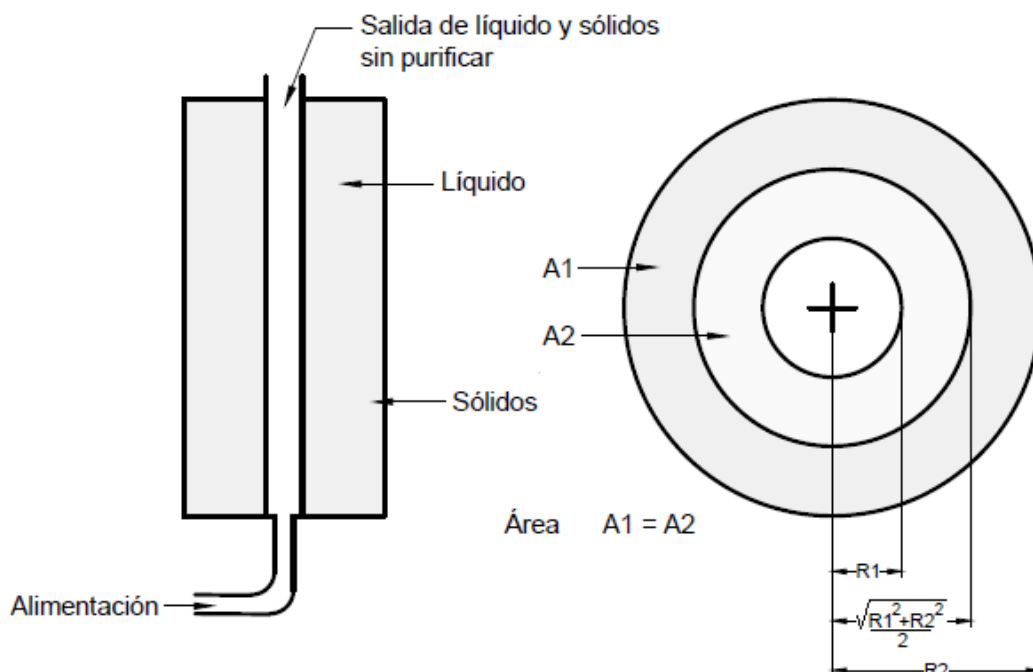 Salida de líquido y sólidos
sin purificar
Líquido
Sólidos
Alimentación
A1
A2
Área A1 = A2
R1
√R1²+R2²
2
R2